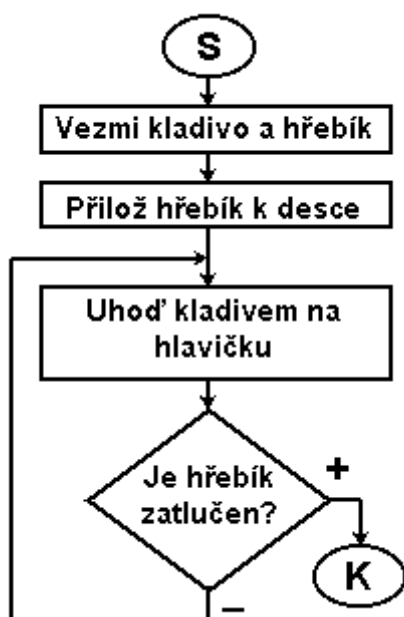 S
Vezmi kladivo a hřebík
Přilož hřebík k desce
Uhoď kladivem na
hlavičku
Je hřebík
zatlučen?
+
K
–